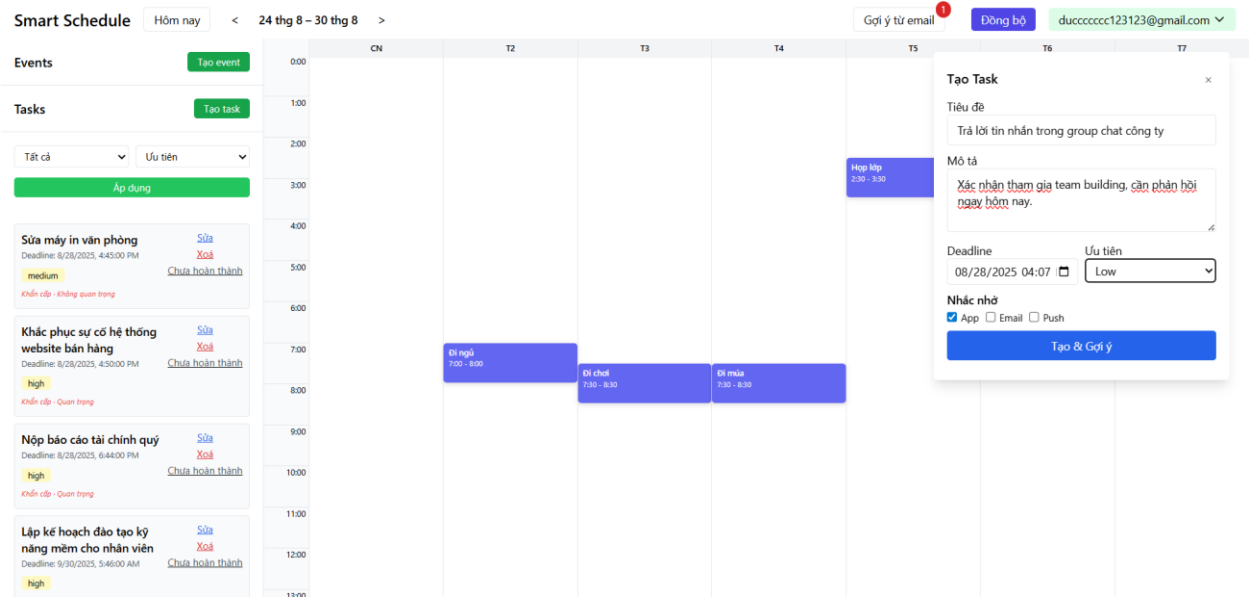 Smart Schedule
Hôm nay
<
24 thg 8 – 30 thg 8
>
Gợi ý từ email
1
Đồng bộ
duccccccc123123@gmail.com
Events
Tạo event
Tasks
Tạo task
Tất cả
Ưu tiên
Áp dụng
Sửa máy in văn phòng
Deadline: 8/28/2025, 4:45:00 PM
medium
Khẩn cấp - Không quan trọng
Sửa
Xoá
Chưa hoàn thành
Khắc phục sự cố hệ thống
website bán hàng
Deadline: 8/28/2025, 4:50:00 PM
high
Khẩn cấp - Quan trọng
Sửa
Xoá
Chưa hoàn thành
Nộp báo cáo tài chính quý
Deadline: 8/28/2025, 6:44:00 PM
high
Khẩn cấp - Quan trọng
Sửa
Xoá
Chưa hoàn thành
Lập kế hoạch đào tạo kỹ
năng mềm cho nhân viên
Deadline: 9/30/2025, 5:46:00 AM
high
Sửa
Xoá
Chưa hoàn thành
CN
T2
T3
T4
T5
T6
T7
0:00
1:00
2:00
3:00
4:00
5:00
6:00
7:00
8:00
9:00
10:00
11:00
12:00
13:00
Đi ngủ
7:00 - 8:00
Đi chơi
7:30 - 8:30
Đi múa
7:30 - 8:30
Họp lớp
2:30 - 3:30
Tạo Task
×
Tiêu đề
Trả lời tin nhắn trong group chat công ty
Mô tả
Xác nhận tham gia team building, cần phản hồi
ngay hôm nay.
Deadline
08/28/2025 04:07
Ưu tiên
Low
Nhắc nhở
App
Email
Push
Tạo & Gợi ý